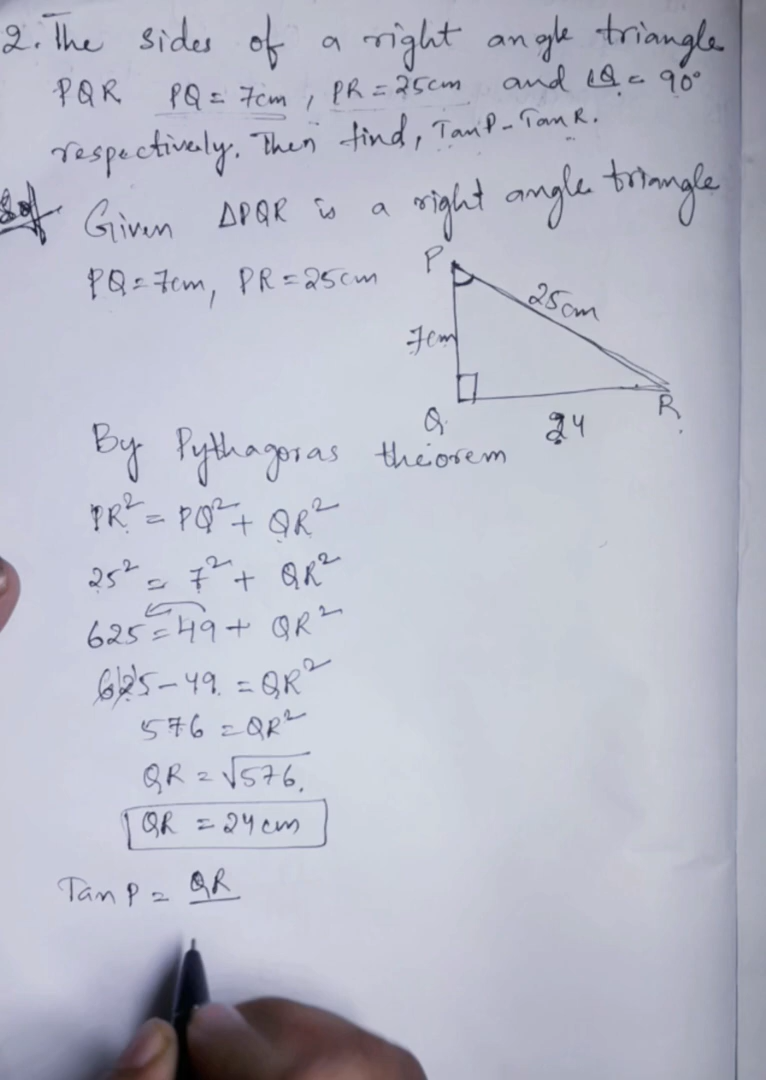 2. The sides of a right angle triangle
PQR PQ = 7cm, PR = 25cm and ∠Q = 90°
respectively. Then find, TanP - TanR.
Sol Given ΔPQR is a right angle triangle
PQ = 7cm, PR = 25cm
P
25cm
7cm
Q
24
R
By Pythagoras theorem
PR² = PQ² + QR²
25² = 7² + QR²
625 = 49 + QR²
625 - 49 = QR²
576 = QR²
QR = √576
QR = 24cm
Tan P = QR